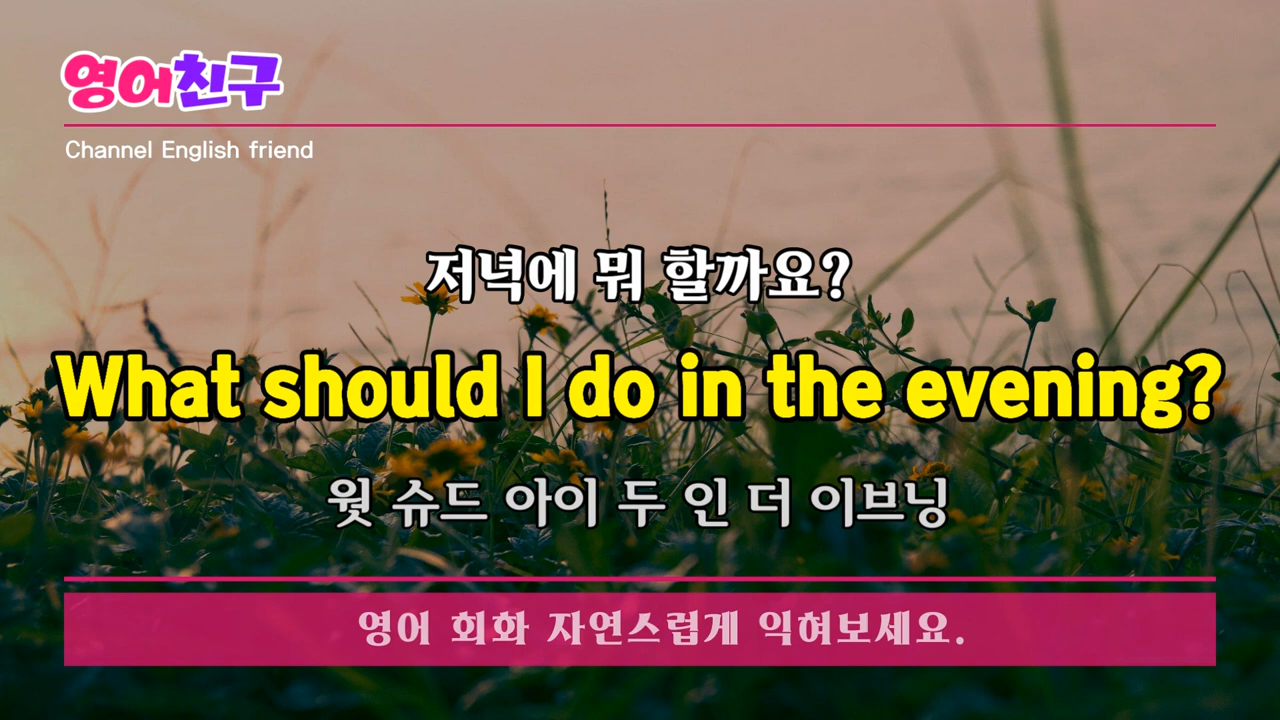 영어친구
Channel English friend
저녁에 뭐 할까요?
What should I do in the evening?
웟 슈드 아이 두 인 더 이브닝
영어 회화 자연스럽게 익혀보세요.